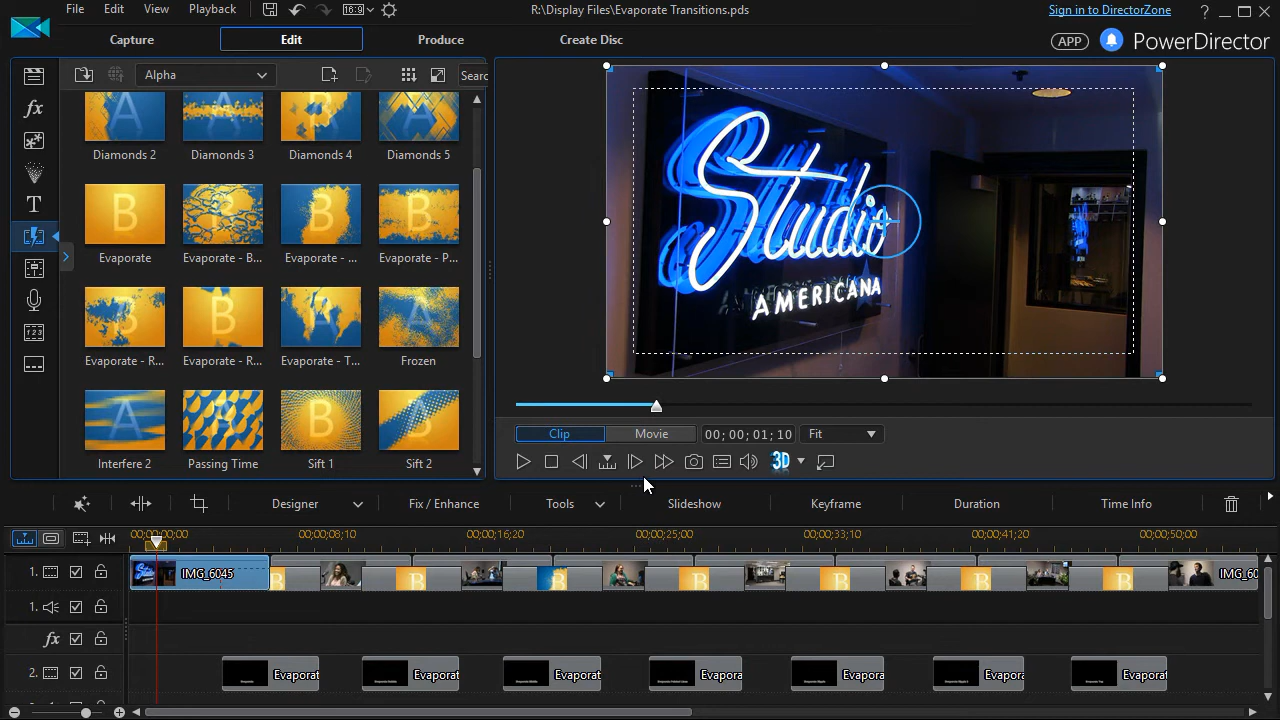 File Edit View Playback 16:9 R:\Display Files\Evaporate Transitions.pds Sign in to DirectorZone ?
Capture Edit Produce Create Disc APP PowerDirector
Alpha Searc
Diamonds 2 Diamonds 3 Diamonds 4 Diamonds 5
Evaporate Evaporate - B... Evaporate - ... Evaporate - P...
Evaporate - R... Evaporate - R... Evaporate - T... Frozen
Interfere 2 Passing Time Sift 1 Sift 2
Studio
AMERICANA
Clip Movie 00; 00; 01; 10 Fit
3D
Designer Fix / Enhance Tools Slideshow Keyframe Duration Time Info
00;00;00;00 00;00;08;10 00;00;16;20 00;00;25;00 00;00;33;10 00;00;41;20 00;00;50;00
1. IMG_6045 B B B B B B IMG_60
1.
fx
2. Evaporat Evaporat Evaporat Evapora Evapora Evapora Evaporat